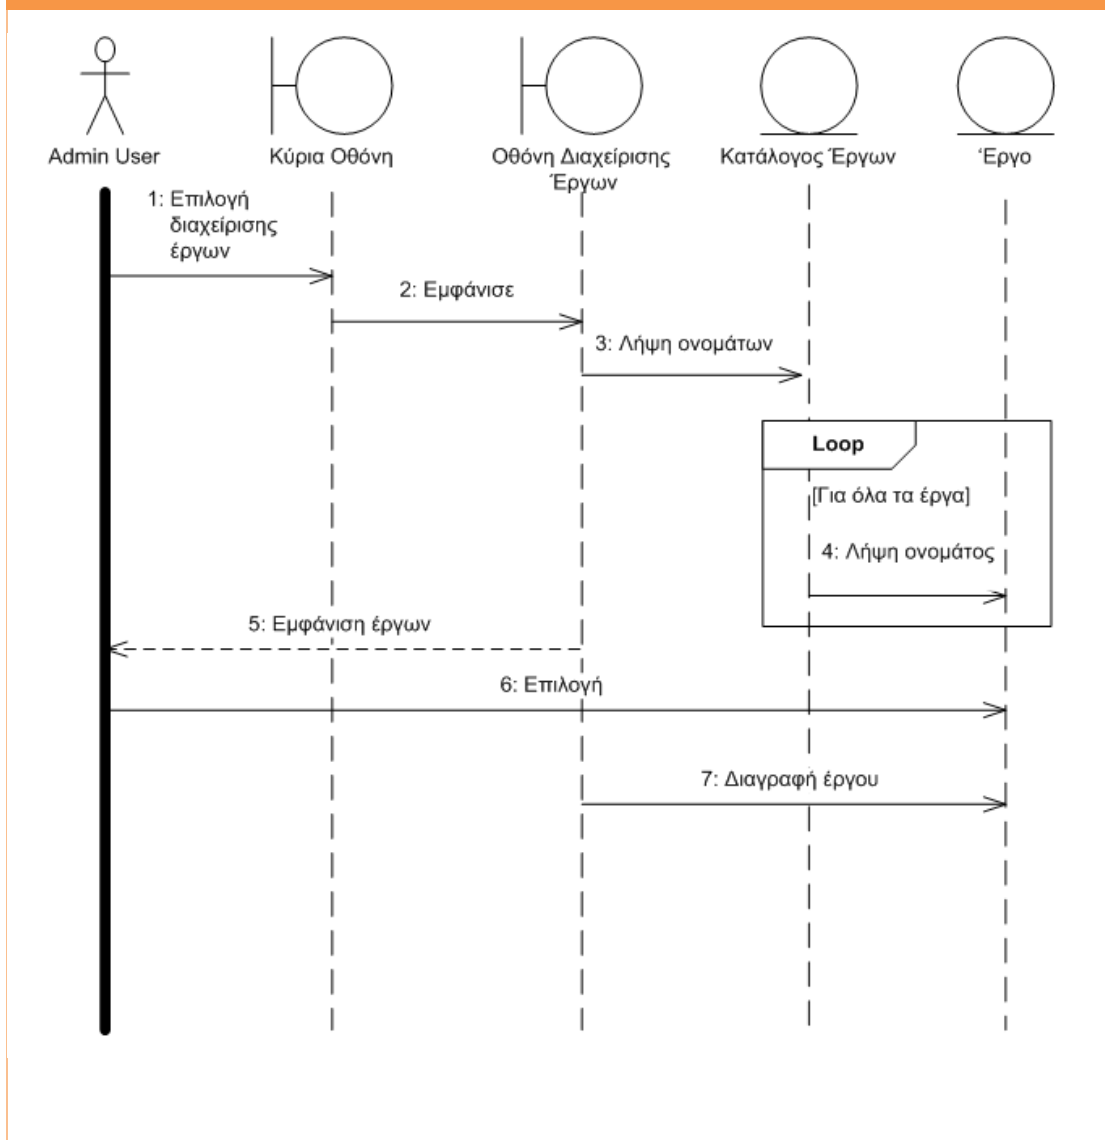 Admin User
Κύρια Οθόνη
Οθόνη Διαχείρισης
Έργων
Κατάλογος Έργων
Έργο
1: Επιλογή
διαχείρισης
έργων
2: Εμφάνισε
3: Λήψη ονομάτων
Loop
[Για όλα τα έργα]
4: Λήψη ονομάτος
5: Εμφάνιση έργων
6: Επιλογή
7: Διαγραφή έργου